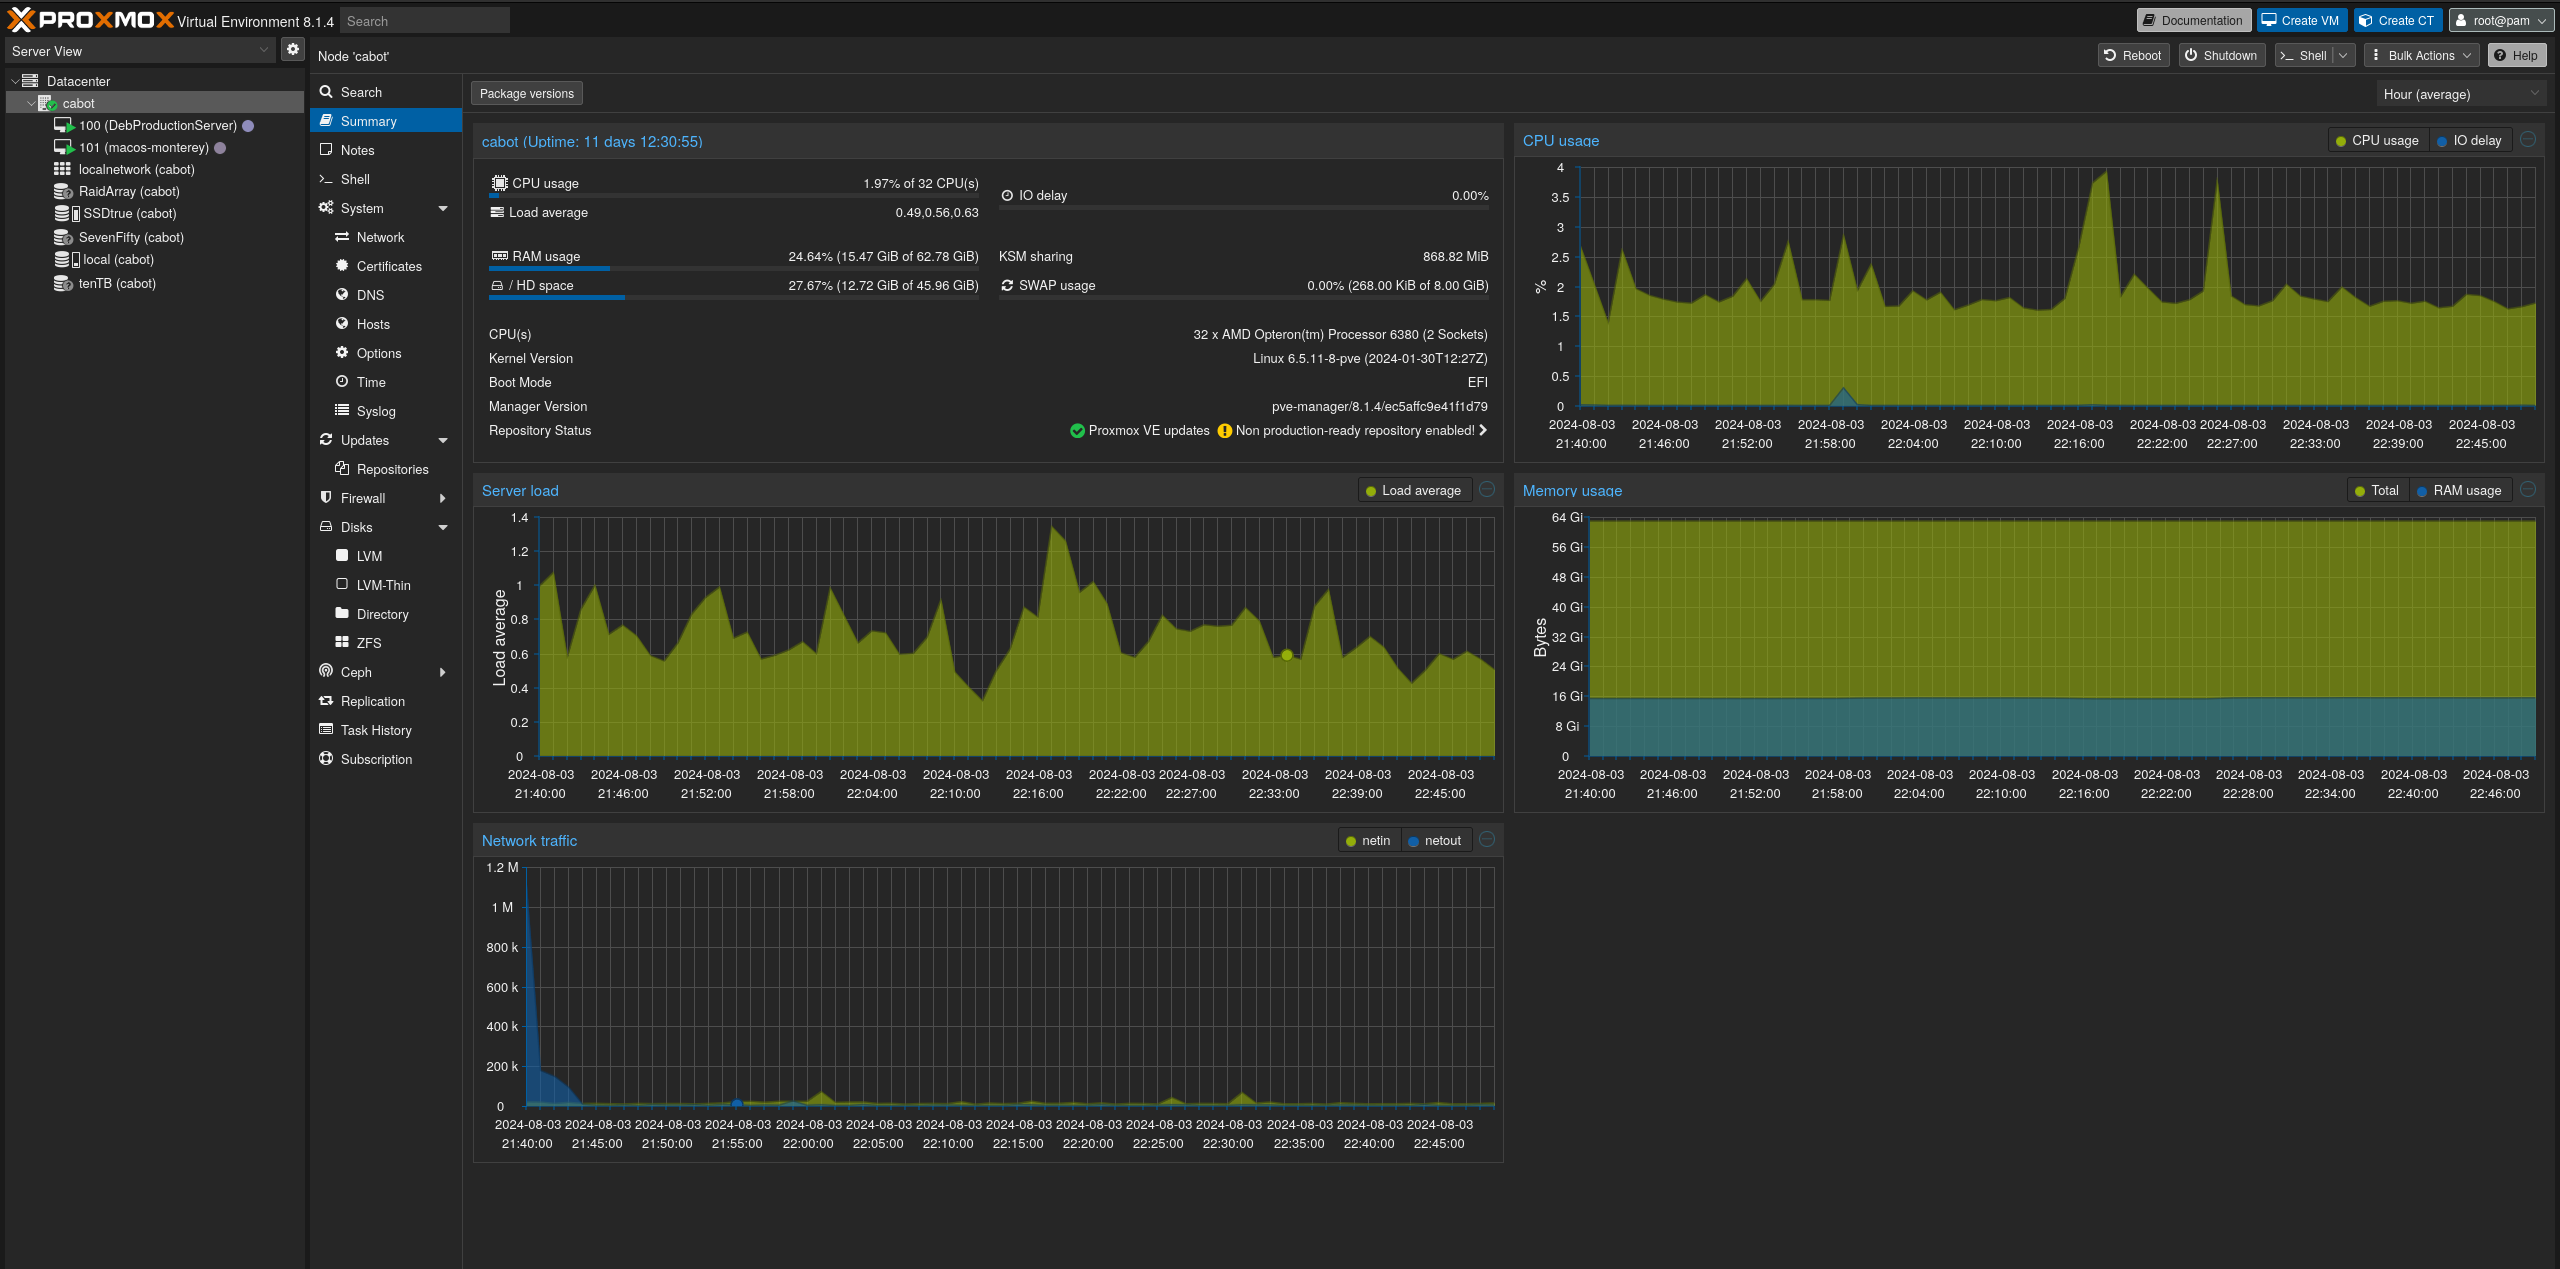 PROXMOX Virtual Environment 8.1.4 Search Documentation Create VM Create CT root@pam
Server View
Node 'cabot' Reboot Shutdown Shell Bulk Actions Help
Datacenter
cabot
100 (DebProductionServer)
101 (macos-monterey)
localnetwork (cabot)
RaidArray (cabot)
SSDtrue (cabot)
SevenFifty (cabot)
local (cabot)
tenTB (cabot)
Search
Summary
Notes
Shell
System
Network
Certificates
DNS
Hosts
Options
Time
Syslog
Updates
Repositories
Firewall
Disks
LVM
LVM-Thin
Directory
ZFS
Ceph
Replication
Task History
Subscription
Package versions Hour (average)
cabot (Uptime: 11 days 12:30:55)
CPU usage 1.97% of 32 CPU(s)
IO delay 0.00%
Load average 0.49,0.56,0.63
RAM usage 24.64% (15.47 GiB of 62.78 GiB)
KSM sharing 868.82 MiB
/ HD space 27.67% (12.72 GiB of 45.96 GiB)
SWAP usage 0.00% (268.00 KiB of 8.00 GiB)
CPU(s) 32 x AMD Opteron(tm) Processor 6380 (2 Sockets)
Kernel Version Linux 6.5.11-8-pve (2024-01-30T12:27Z)
Boot Mode EFI
Manager Version pve-manager/8.1.4/ec5affc9e41f1d79
Repository Status Proxmox VE updates Non production-ready repository enabled!
CPU usage CPU usage IO delay
4
3.5
3
2.5
2
1.5
1
0.5
0
%
2024-08-03 2024-08-03 2024-08-03 2024-08-03 2024-08-03 2024-08-03 2024-08-03 2024-08-03 2024-08-03 2024-08-03 2024-08-03 2024-08-03
21:40:00 21:46:00 21:52:00 21:58:00 22:04:00 22:10:00 22:16:00 22:22:00 22:27:00 22:33:00 22:39:00 22:45:00
Server load Load average
1.4
1.2
1
0.8
0.6
0.4
0.2
0
Load average
2024-08-03 2024-08-03 2024-08-03 2024-08-03 2024-08-03 2024-08-03 2024-08-03 2024-08-03 2024-08-03 2024-08-03 2024-08-03 2024-08-03
21:40:00 21:46:00 21:52:00 21:58:00 22:04:00 22:10:00 22:16:00 22:22:00 22:27:00 22:33:00 22:39:00 22:45:00
Memory usage Total RAM usage
64 Gi
56 Gi
48 Gi
40 Gi
32 Gi
24 Gi
16 Gi
8 Gi
0
Bytes
2024-08-03 2024-08-03 2024-08-03 2024-08-03 2024-08-03 2024-08-03 2024-08-03 2024-08-03 2024-08-03 2024-08-03 2024-08-03 2024-08-03
21:40:00 21:46:00 21:52:00 21:58:00 22:04:00 22:10:00 22:16:00 22:22:00 22:28:00 22:34:00 22:40:00 22:46:00
Network traffic netin netout
1.2 M
1 M
800 k
600 k
400 k
200 k
0
2024-08-03 2024-08-03 2024-08-03 2024-08-03 2024-08-03 2024-08-03 2024-08-03 2024-08-03 2024-08-03 2024-08-03 2024-08-03 2024-08-03 2024-08-03 2024-08-03
21:40:00 21:45:00 21:50:00 21:55:00 22:00:00 22:05:00 22:10:00 22:15:00 22:20:00 22:25:00 22:30:00 22:35:00 22:40:00 22:45:00